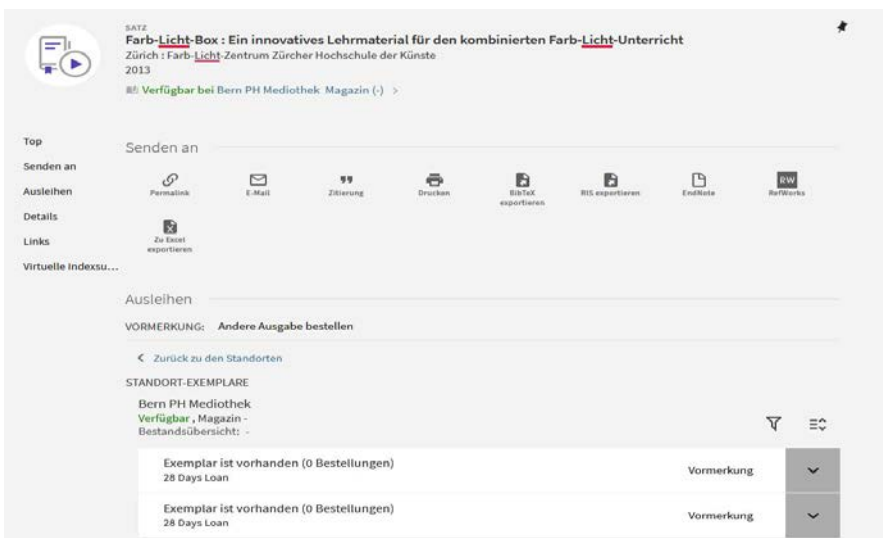 SATZ
Farb-Licht-Box : Ein innovatives Lehrmaterial für den kombinierten Farb-Licht-Unterricht
Zürich : Farb-Licht-Zentrum Zürcher Hochschule der Künste
2013
Verfügbar bei Bern PH Mediothek Magazin (-) >
Top
Senden an
Ausleihen
Details
Links
Virtuelle Indexsu...
Senden an
Permalink
E-Mail
Zitierung
Drucken
BibTeX
exportieren
RIS exportieren
EndNote
RW
RefWorks
Zu Excel
exportieren
Ausleihen
VORMERKUNG: Andere Ausgabe bestellen
Zurück zu den Standorten
STANDORT-EXEMPLARE
Bern PH Mediothek
Verfügbar , Magazin -
Bestandsübersicht: -
Exemplar ist vorhanden (0 Bestellungen)
28 Days Loan
Vormerkung
Exemplar ist vorhanden (0 Bestellungen)
28 Days Loan
Vormerkung